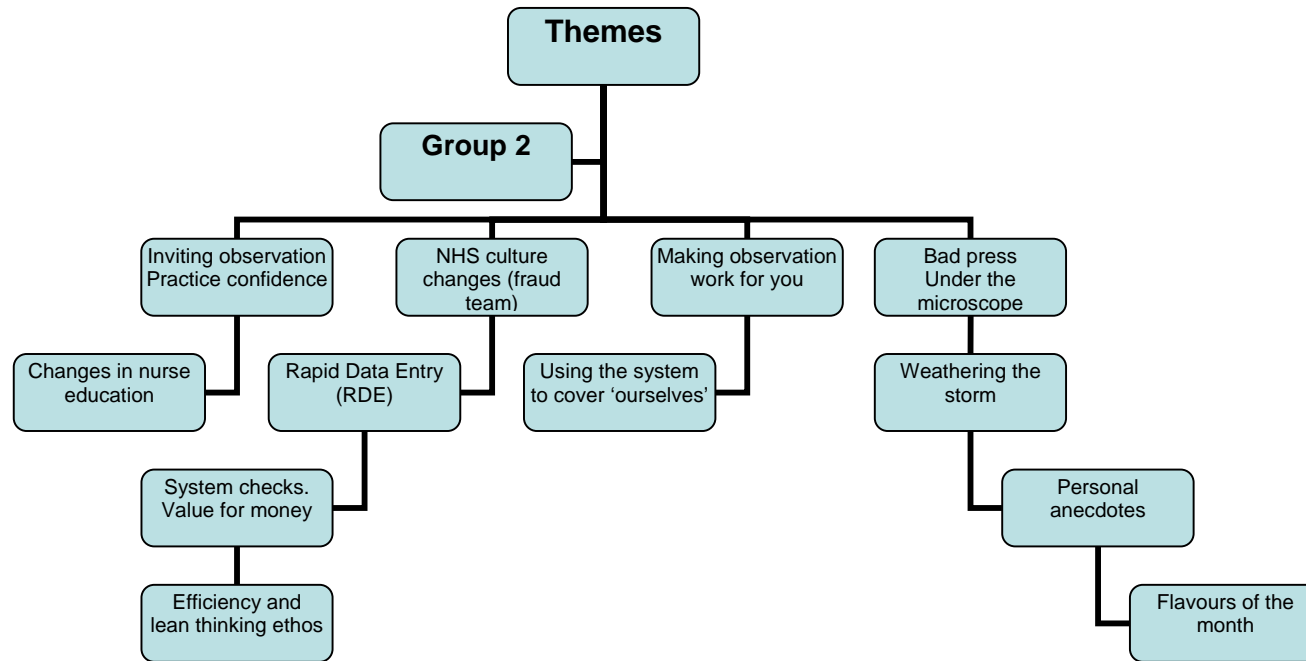 Themes
Group 2
Inviting observation
Practice confidence
NHS culture
changes (fraud
team)
Making observation
work for you
Bad press
Under the
microscope
Changes in nurse
education
Rapid Data Entry
(RDE)
Using the system
to cover ‘ourselves’
Weathering the
storm
System checks.
Value for money
Personal
anecdotes
Efficiency and
lean thinking ethos
Flavours of the
month